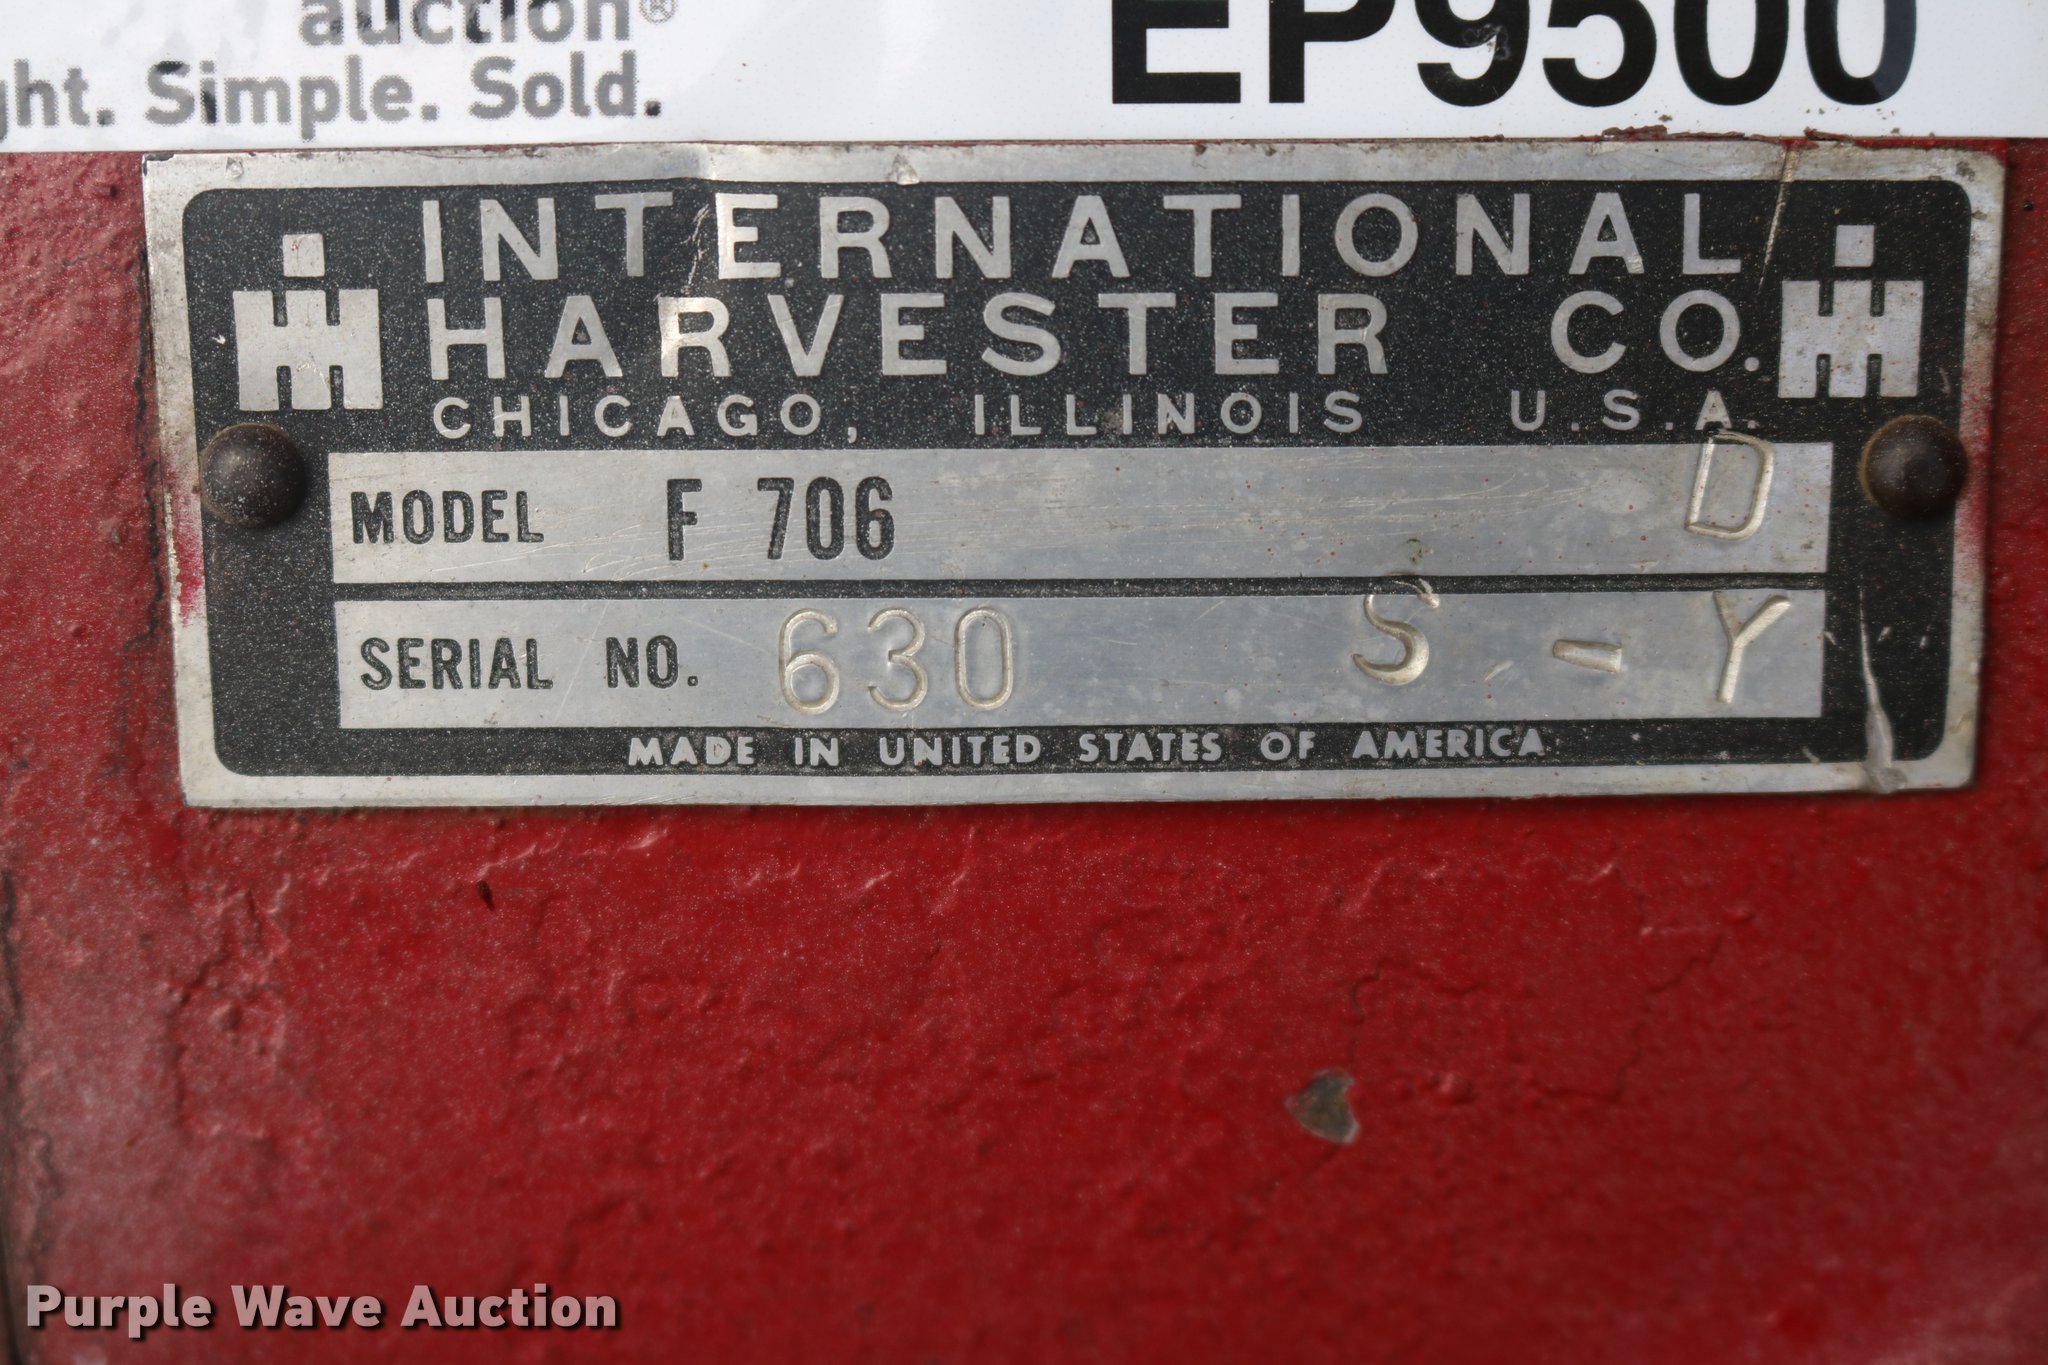 auction®
ght. Simple. Sold.
EP9500
INTERNATIONAL
HARVESTER CO.
CHICAGO, ILLINOIS U.S.A.
MODEL F 706 D
SERIAL NO. 630 S - Y
MADE IN UNITED STATES OF AMERICA
Purple Wave Auction